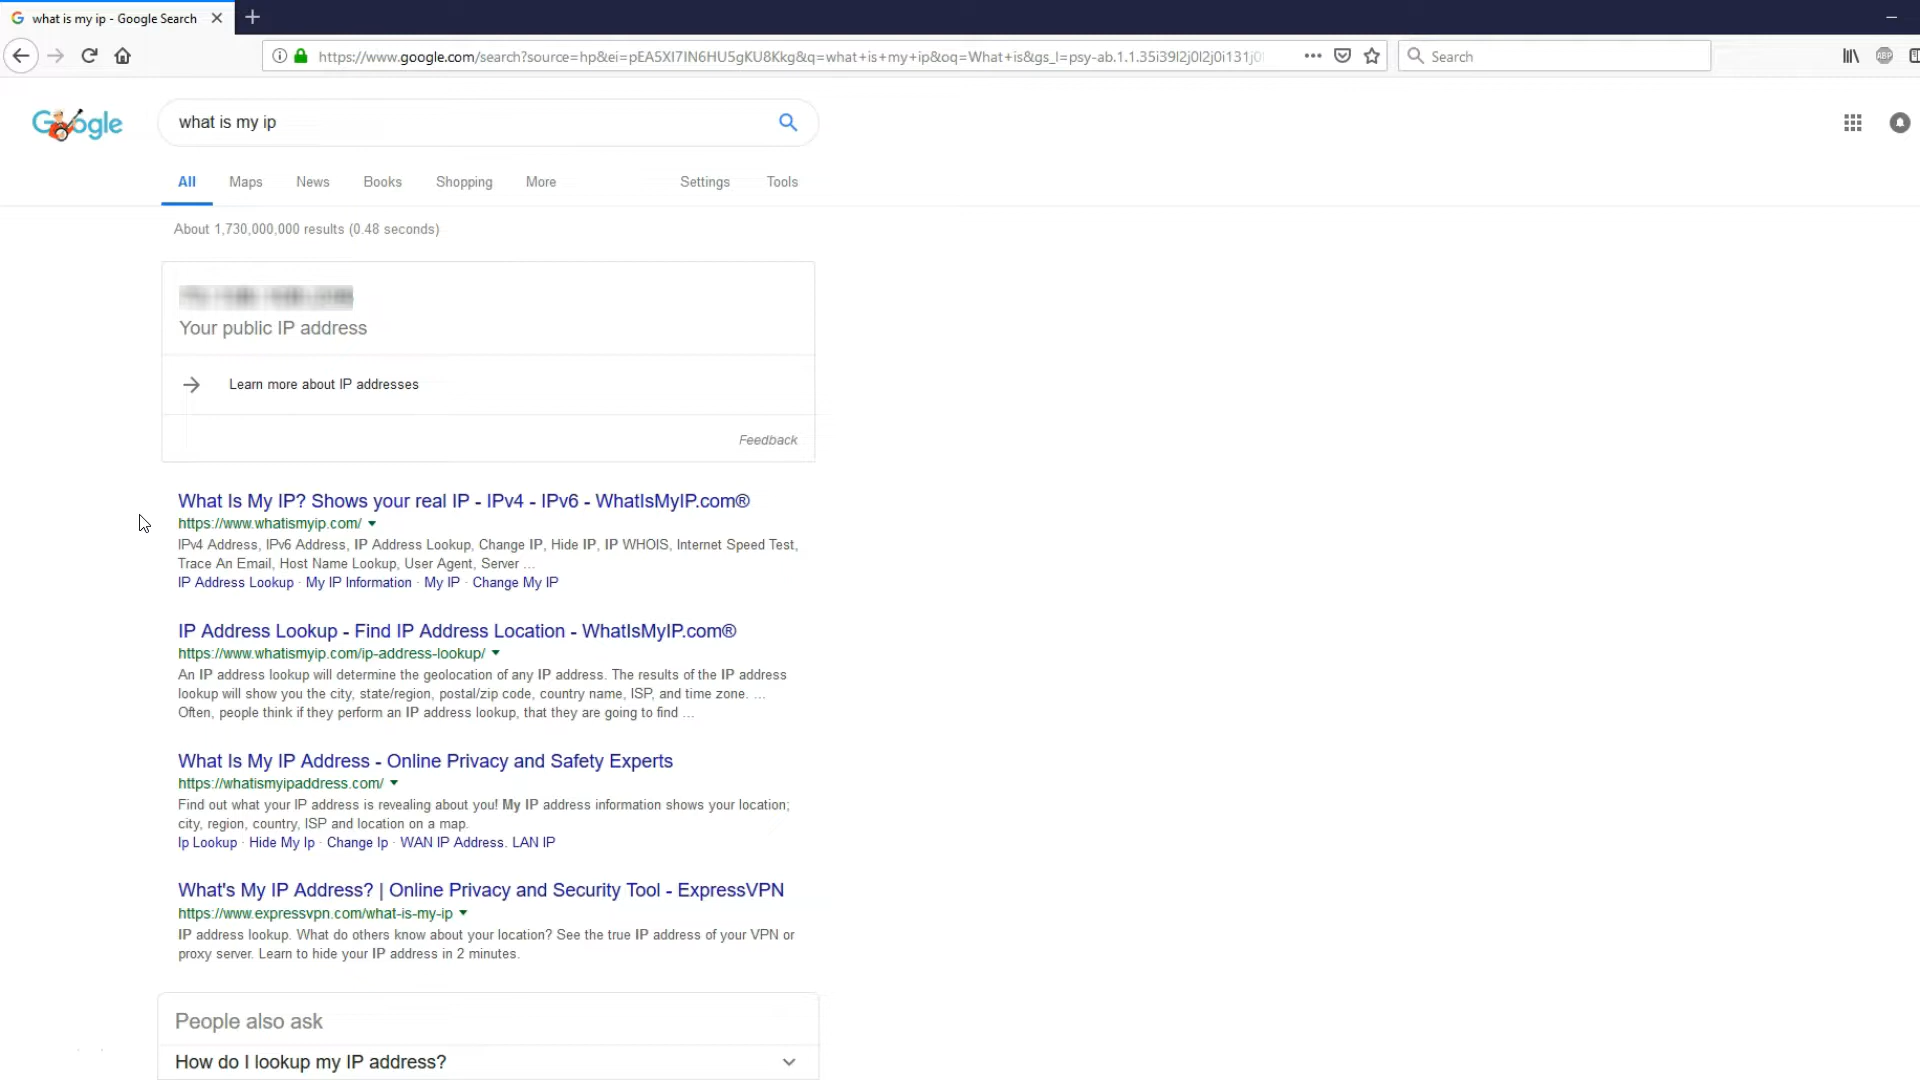 what is my ip - Google Search
https://www.google.com/search?source=hp&ei=pEA5XI7IN6HU5gKU8Kkg&q=what+is+my+ip&oq=What+is&gs_l=psy-ab.1.1.35i39l2j0l2j0i131j0
Search
ABP
Google
what is my ip
All Maps News Books Shopping More Settings Tools
About 1,730,000,000 results (0.48 seconds)
Your public IP address
Learn more about IP addresses
Feedback
What Is My IP? Shows your real IP - IPv4 - IPv6 - WhatIsMyIP.com®
https://www.whatismyip.com/
IPv4 Address, IPv6 Address, IP Address Lookup, Change IP, Hide IP, IP WHOIS, Internet Speed Test,
Trace An Email, Host Name Lookup, User Agent, Server ...
IP Address Lookup · My IP Information · My IP · Change My IP
IP Address Lookup - Find IP Address Location - WhatIsMyIP.com®
https://www.whatismyip.com/ip-address-lookup/
An IP address lookup will determine the geolocation of any IP address. The results of the IP address
lookup will show you the city, state/region, postal/zip code, country name, ISP, and time zone. ...
Often, people think if they perform an IP address lookup, that they are going to find ...
What Is My IP Address - Online Privacy and Safety Experts
https://whatismyipaddress.com/
Find out what your IP address is revealing about you! My IP address information shows your location;
city, region, country, ISP and location on a map.
Ip Lookup · Hide My Ip · Change Ip · WAN IP Address. LAN IP
What's My IP Address? | Online Privacy and Security Tool - ExpressVPN
https://www.expressvpn.com/what-is-my-ip
IP address lookup. What do others know about your location? See the true IP address of your VPN or
proxy server. Learn to hide your IP address in 2 minutes.
People also ask
How do I lookup my IP address?